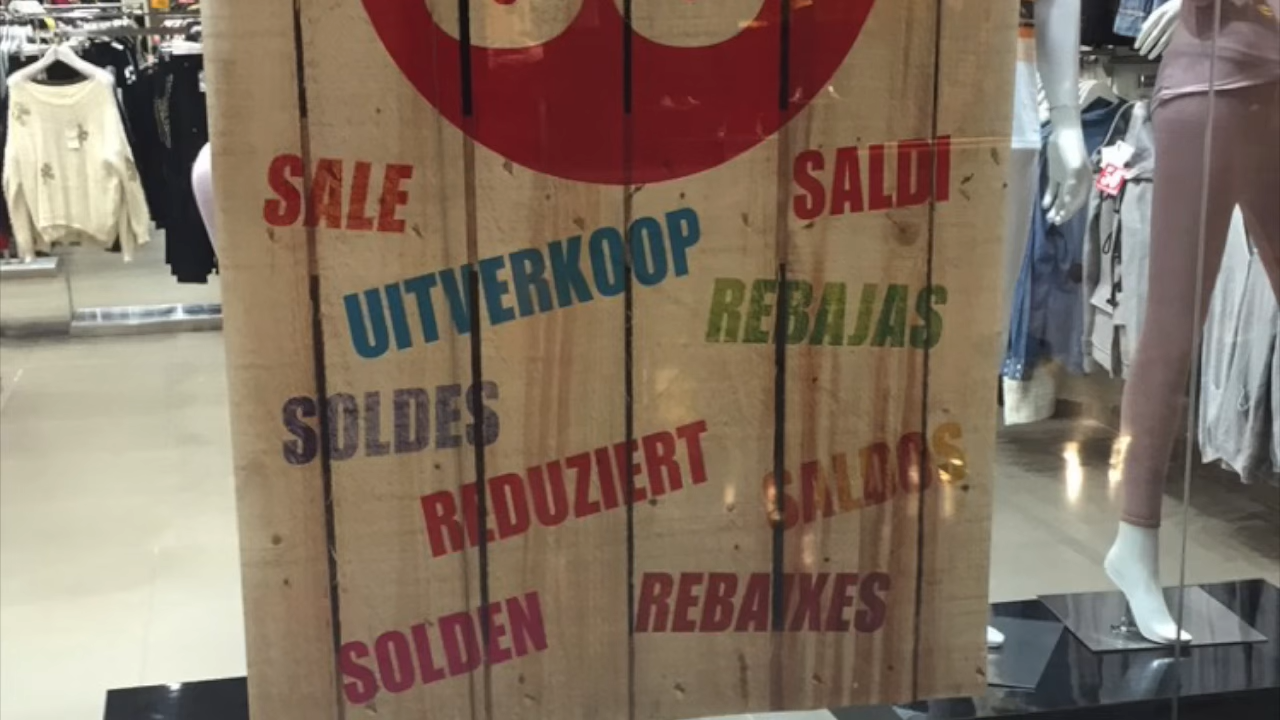 SALE
SALDI
UITVERKOOP
REBAJAS
SOLDES
REDUZIERT
SALDOS
REBAIXES
SOLDEN